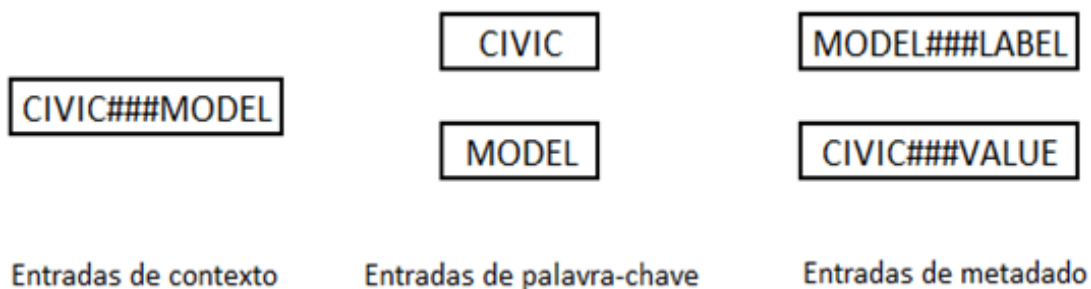 CIVIC
MODEL###LABEL
CIVIC###MODEL
MODEL
CIVIC###VALUE
Entradas de contexto
Entradas de palavra-chave
Entradas de metadado